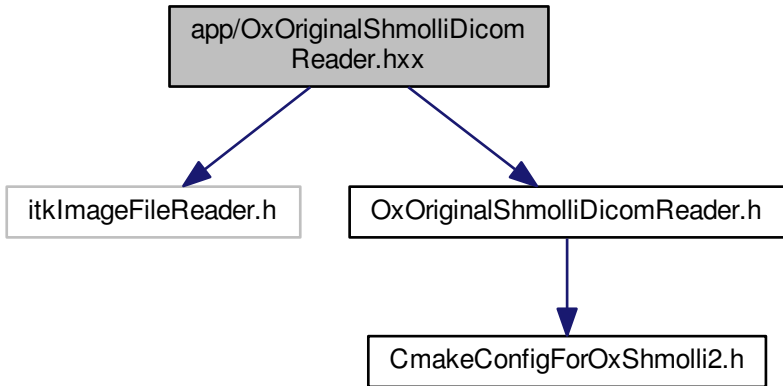 app/OxOriginalShmolliDicom
Reader.hxx
itkImageFileReader.h
OxOriginalShmolliDicomReader.h
CmakeConfigForOxShmolli2.h